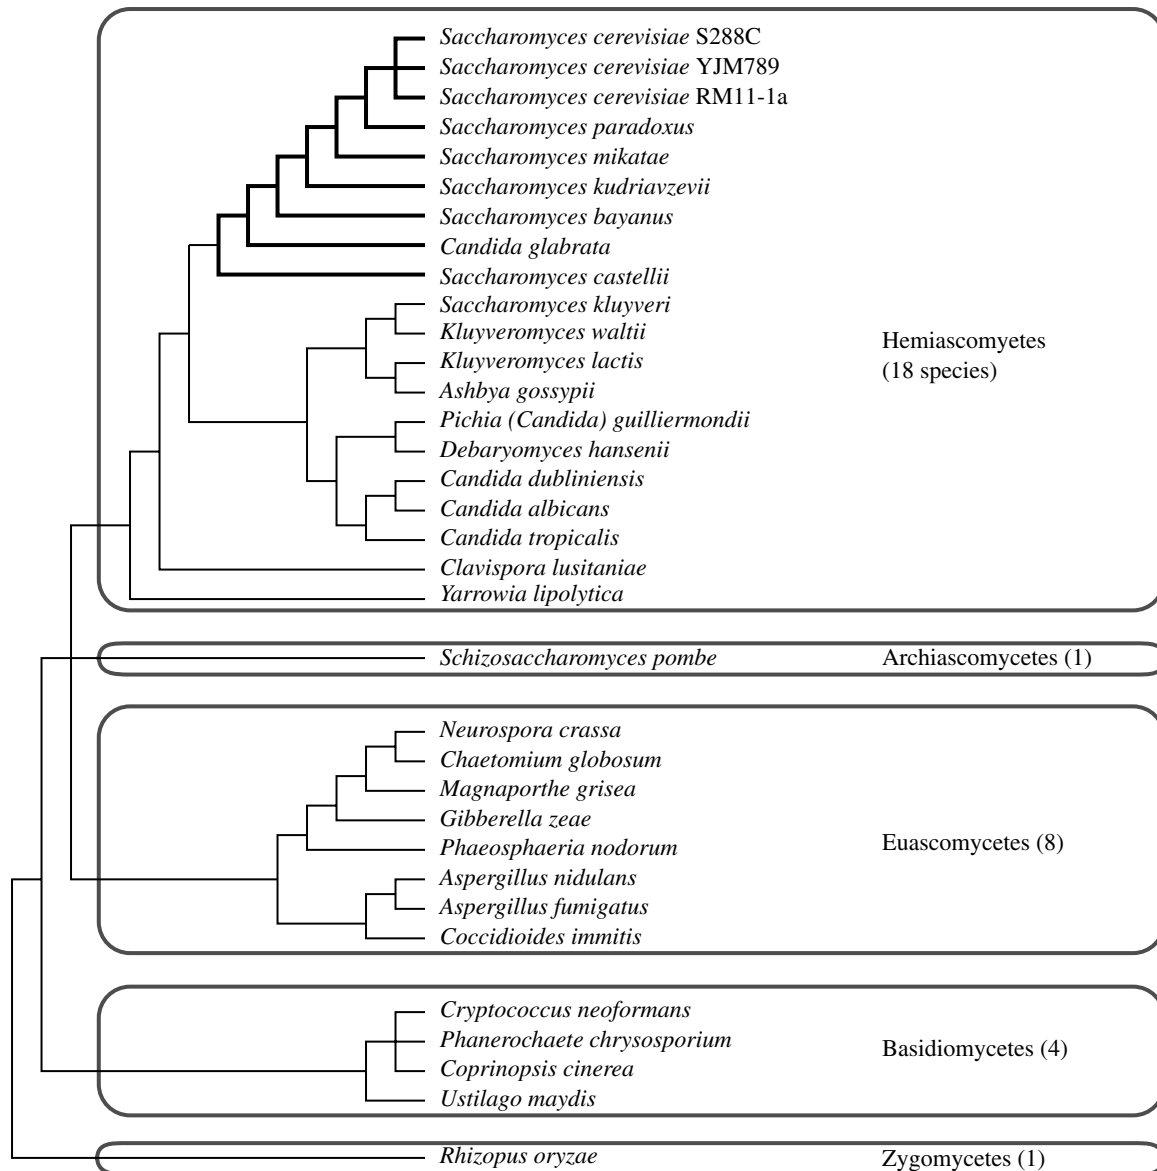 Saccharomyces cerevisiae S288C
Saccharomyces cerevisiae YJM789
Saccharomyces cerevisiae RM11-1a
Saccharomyces paradoxus
Saccharomyces mikatae
Saccharomyces kudriavzevii
Saccharomyces bayanus
Candida glabrata
Saccharomyces castellii
Saccharomyces kluyveri
Kluyveromyces waltii
Kluyveromyces lactis
Ashbya gossypii
Pichia (Candida) guilliermondii
Debaryomyces hansenii
Candida dubliniensis
Candida albicans
Candida tropicalis
Clavispora lusitaniae
Yarrowia lipolytica
Hemiascomyetes
(18 species)
Schizosaccharomyces pombe
Archiascomycetes (1)
Neurospora crassa
Chaetomium globosum
Magnaporthe grisea
Gibberella zeae
Phaeosphaeria nodorum
Aspergillus nidulans
Aspergillus fumigatus
Coccidioides immitis
Euascomycetes (8)
Cryptococcus neoformans
Phanerochaete chrysosporium
Coprinopsis cinerea
Ustilago maydis
Basidiomycetes (4)
Rhizopus oryzae
Zygomycetes (1)